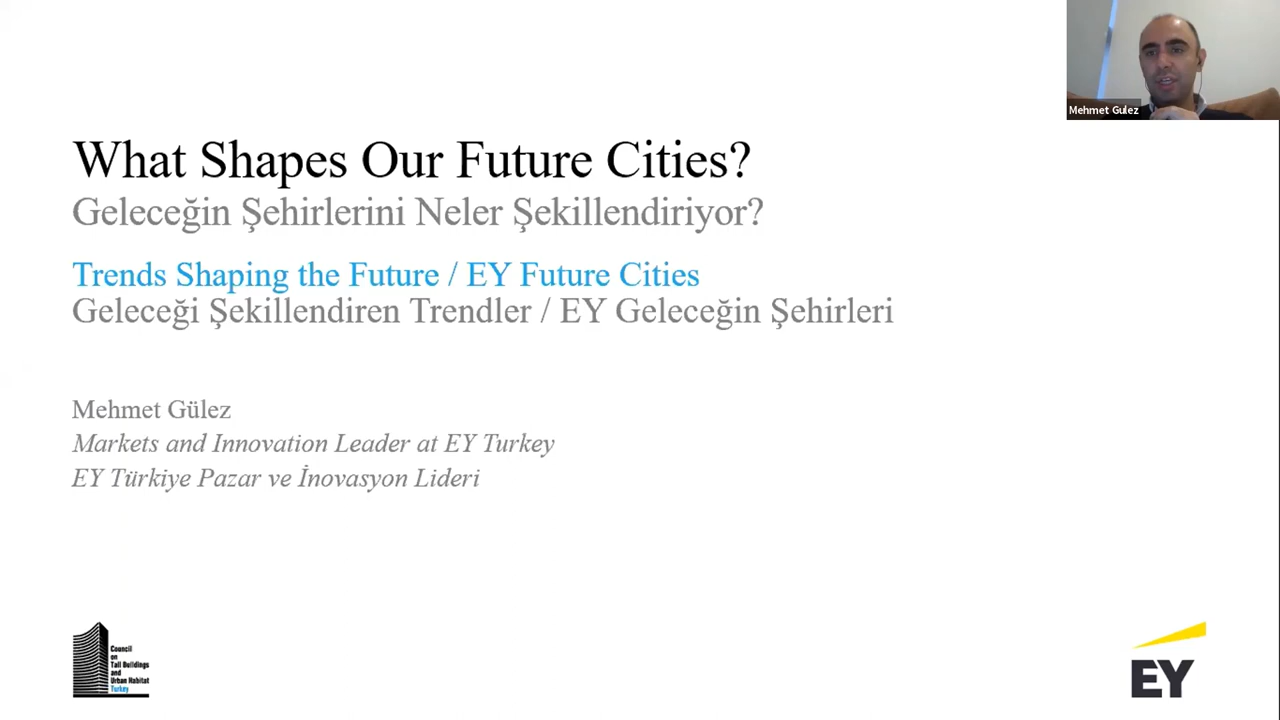 Mehmet Gulez
What Shapes Our Future Cities?
Geleceğin Şehirlerini Neler Şekillendiriyor?
Trends Shaping the Future / EY Future Cities
Geleceği Şekillendiren Trendler / EY Geleceğin Şehirleri
Mehmet Gülez
Markets and Innovation Leader at EY Turkey
EY Türkiye Pazar ve İnovasyon Lideri
Council
on
Tall Buildings
and
Urban Habitat
Turkey
EY